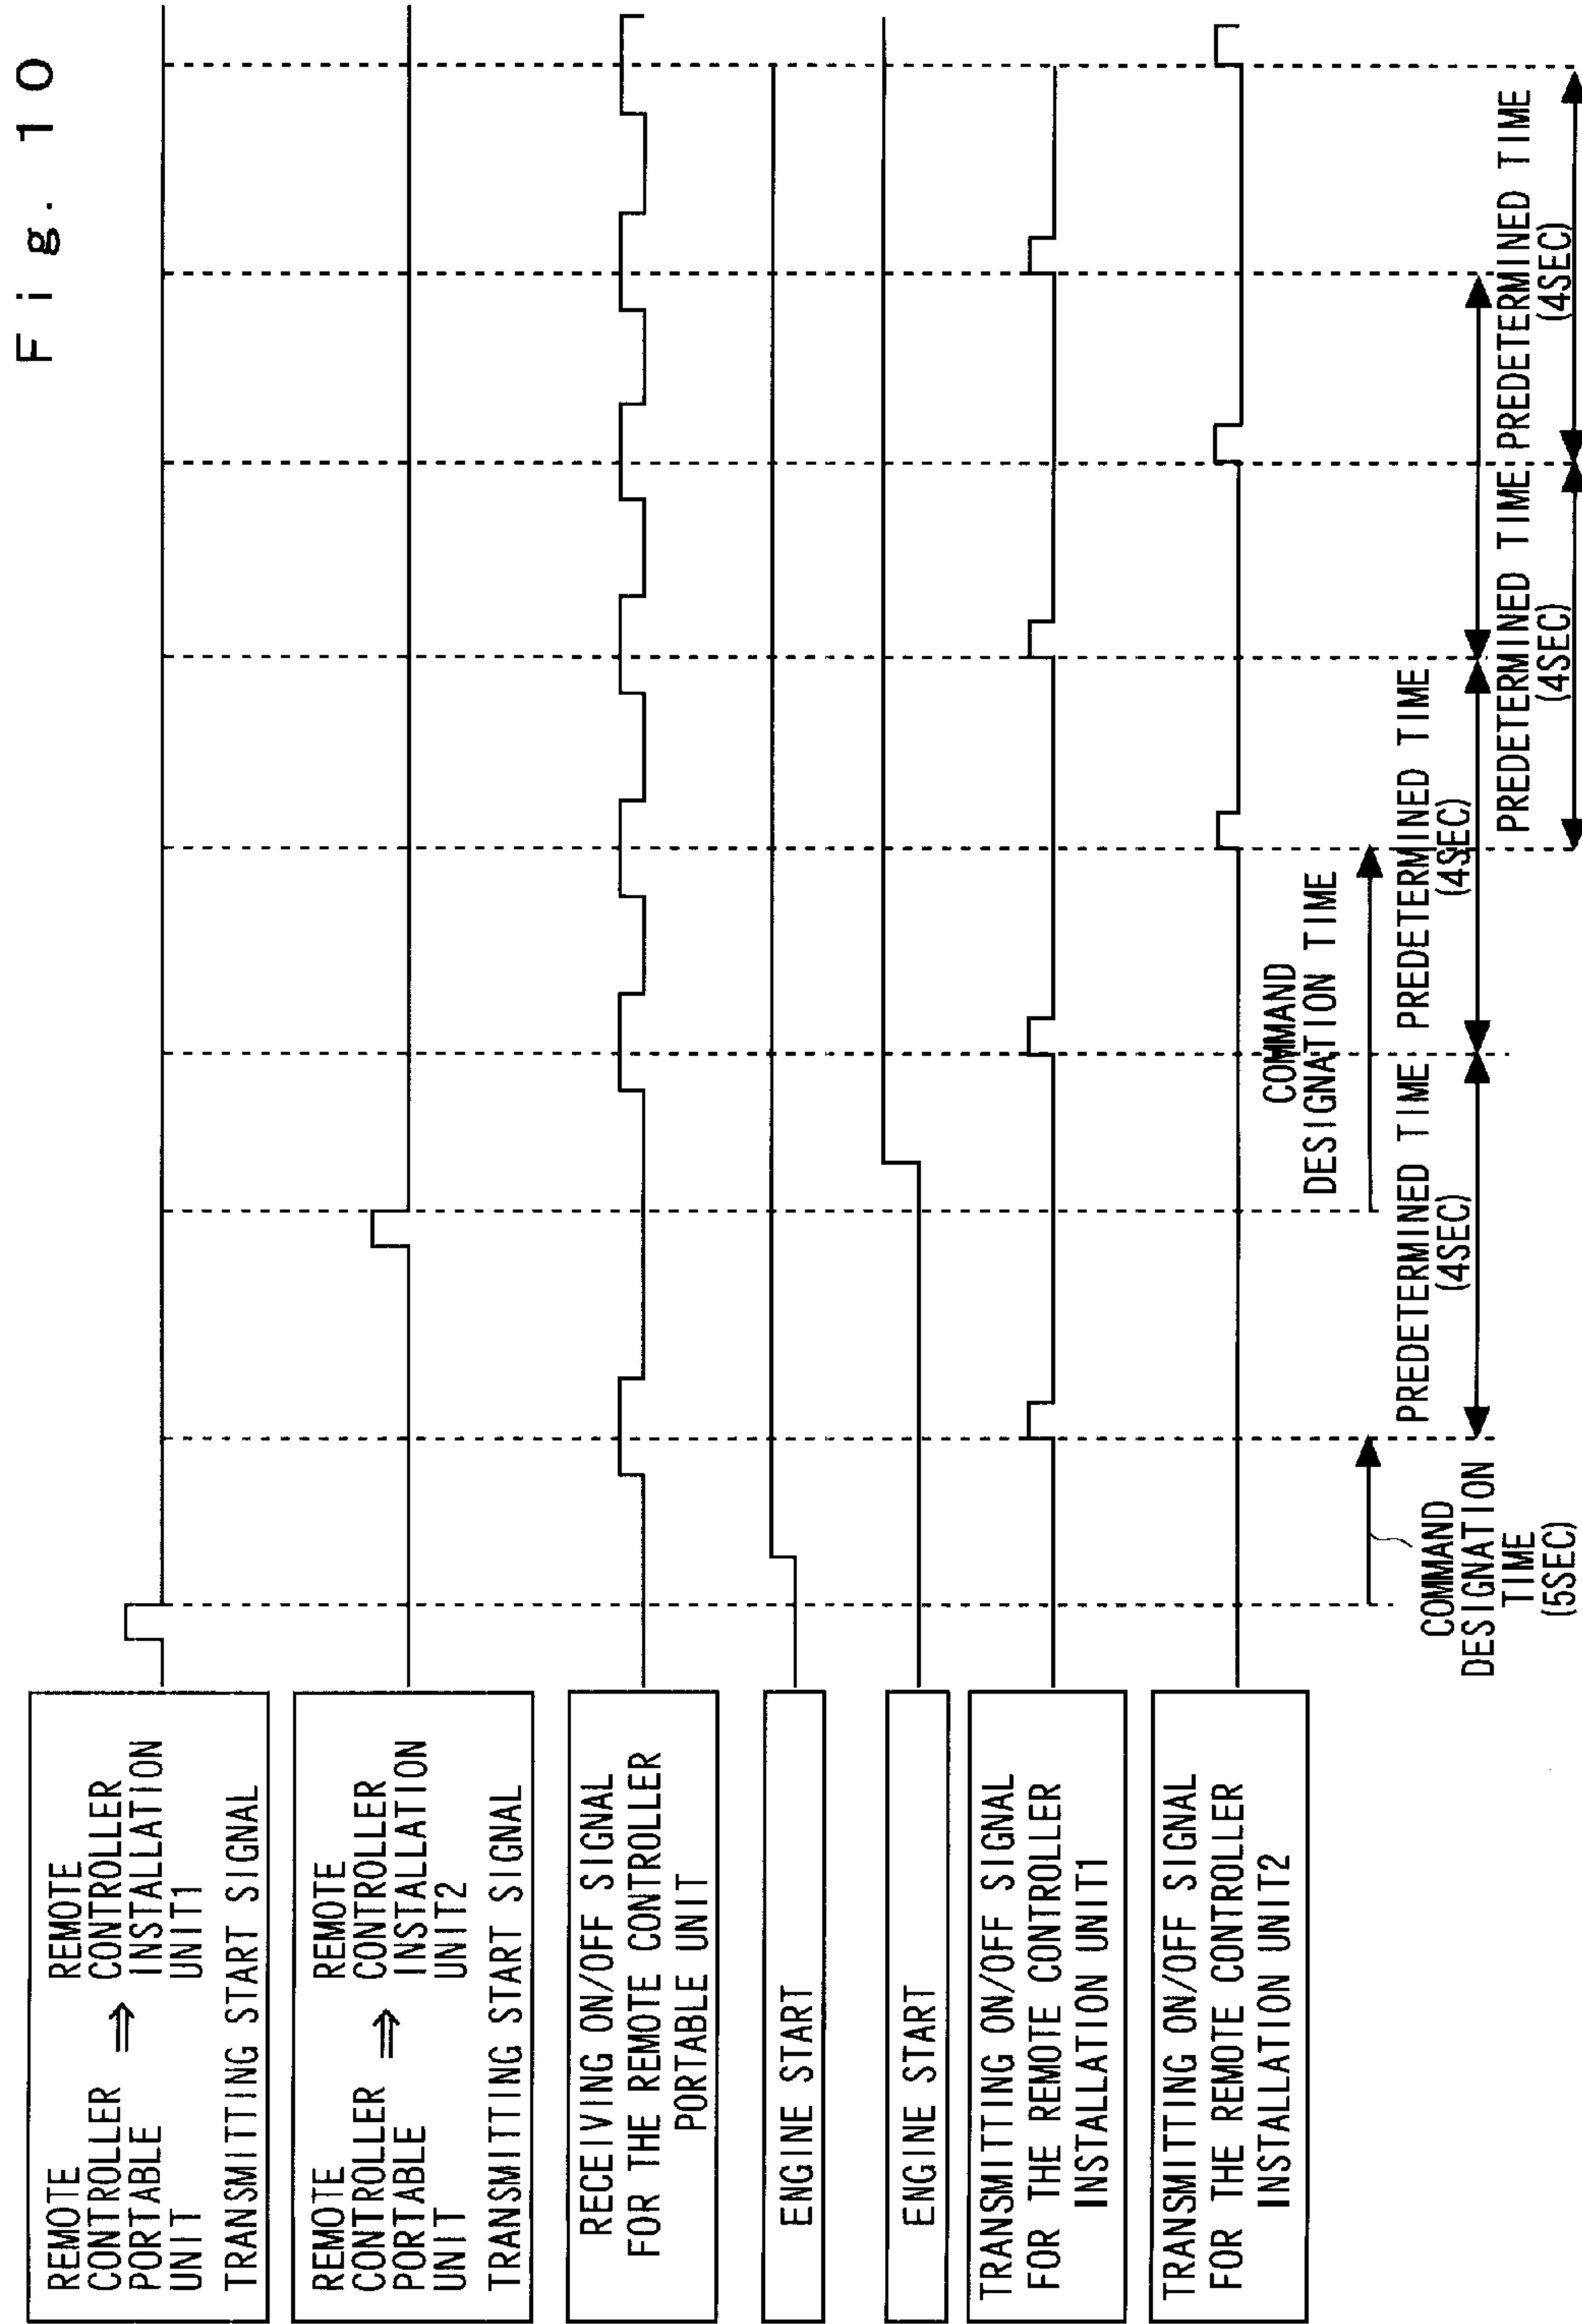 Fig. 10
REMOTE
CONTROLLER
PORTABLE
UNIT
⇒
REMOTE
CONTROLLER
INSTALLATION
UNIT1
TRANSMITTING START SIGNAL
REMOTE
CONTROLLER
PORTABLE
UNIT
⇒
REMOTE
CONTROLLER
INSTALLATION
UNIT2
TRANSMITTING START SIGNAL
RECEIVING ON/OFF SIGNAL
FOR THE REMOTE CONTROLLER
PORTABLE UNIT
ENGINE START
ENGINE START
TRANSMITTING ON/OFF SIGNAL
FOR THE REMOTE CONTROLLER
INSTALLATION UNIT1
TRANSMITTING ON/OFF SIGNAL
FOR THE REMOTE CONTROLLER
INSTALLATION UNIT2
COMMAND
DESIGNATION
TIME
(5SEC)
COMMAND
DESIGNATION TIME
PREDETERMINED TIME
(4SEC)
PREDETERMINED TIME
(4SEC)
PREDETERMINED TIME
(4SEC)
PREDETERMINED TIME
(4SEC)